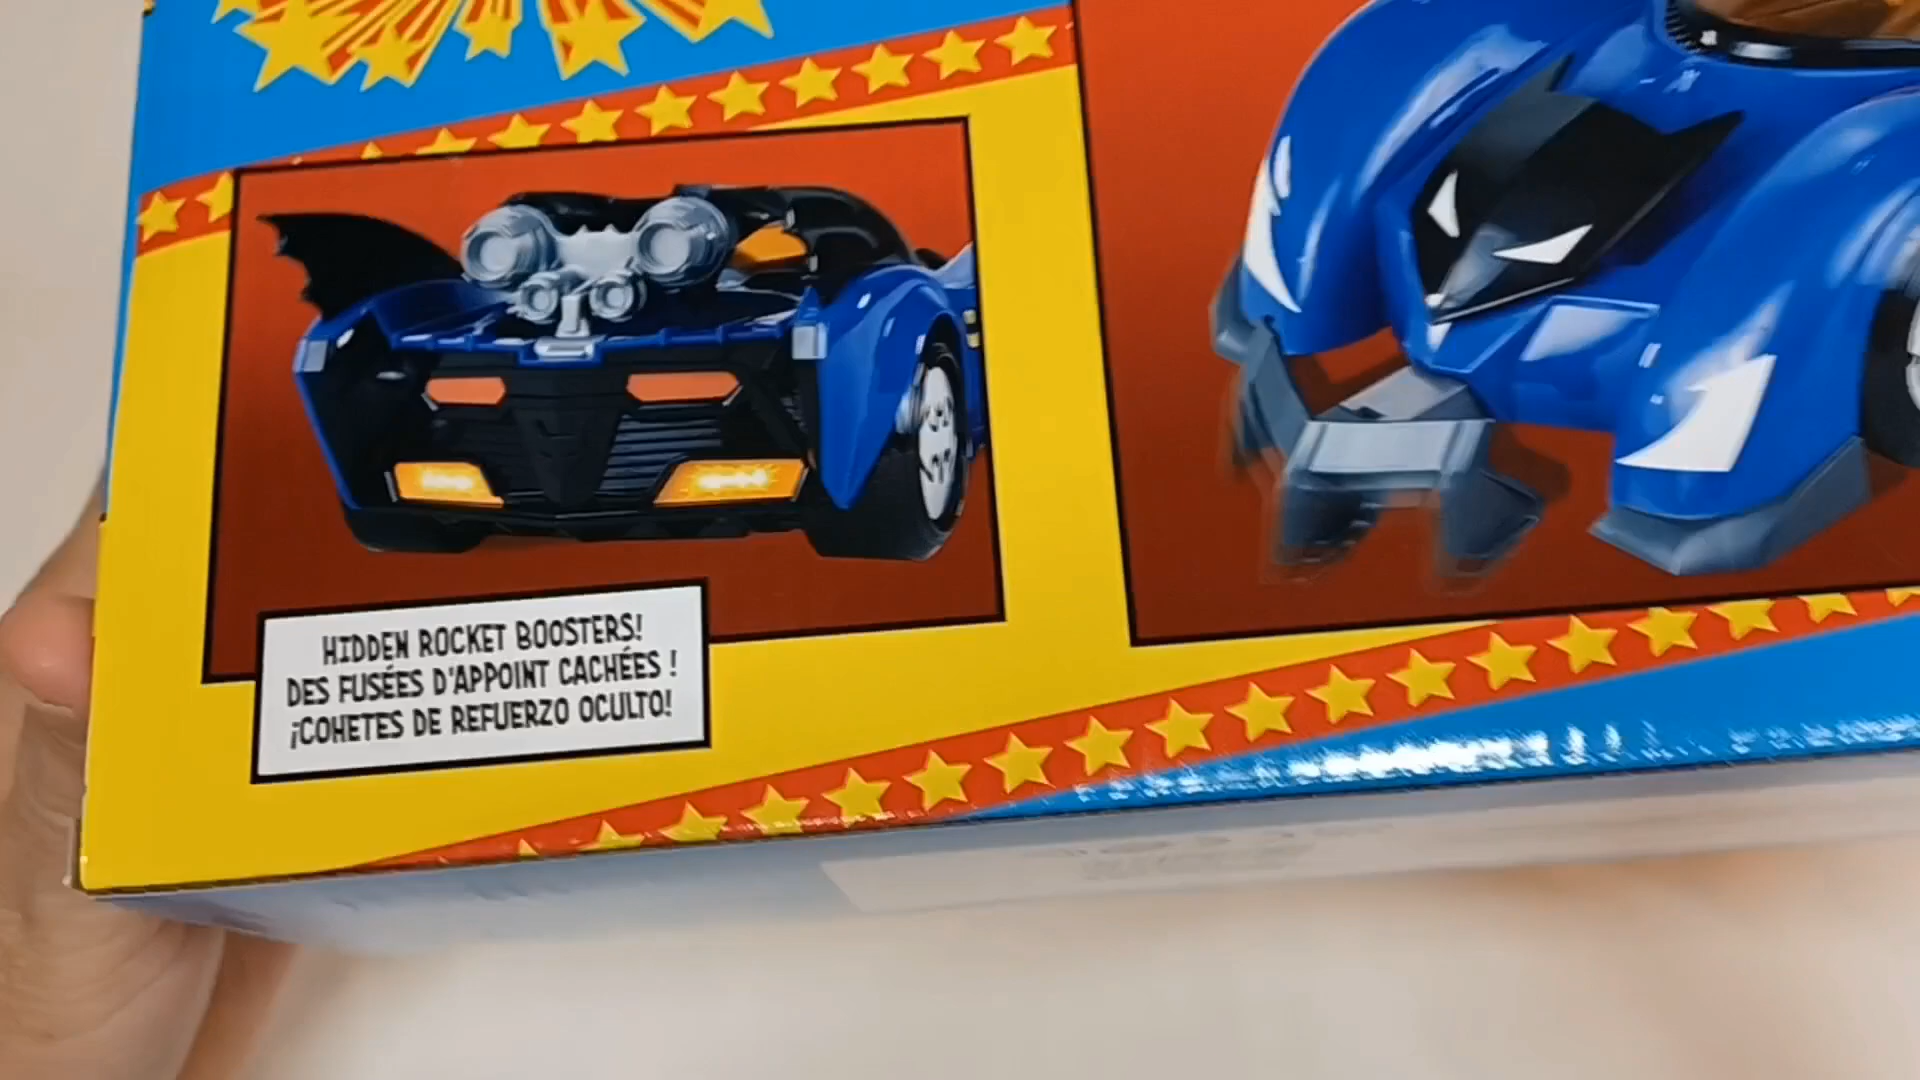 HIDDEN ROCKET BOOSTERS!
DES FUSÉES D'APPOINT CACHÉES !
¡COHETES DE REFUERZO OCULTO!